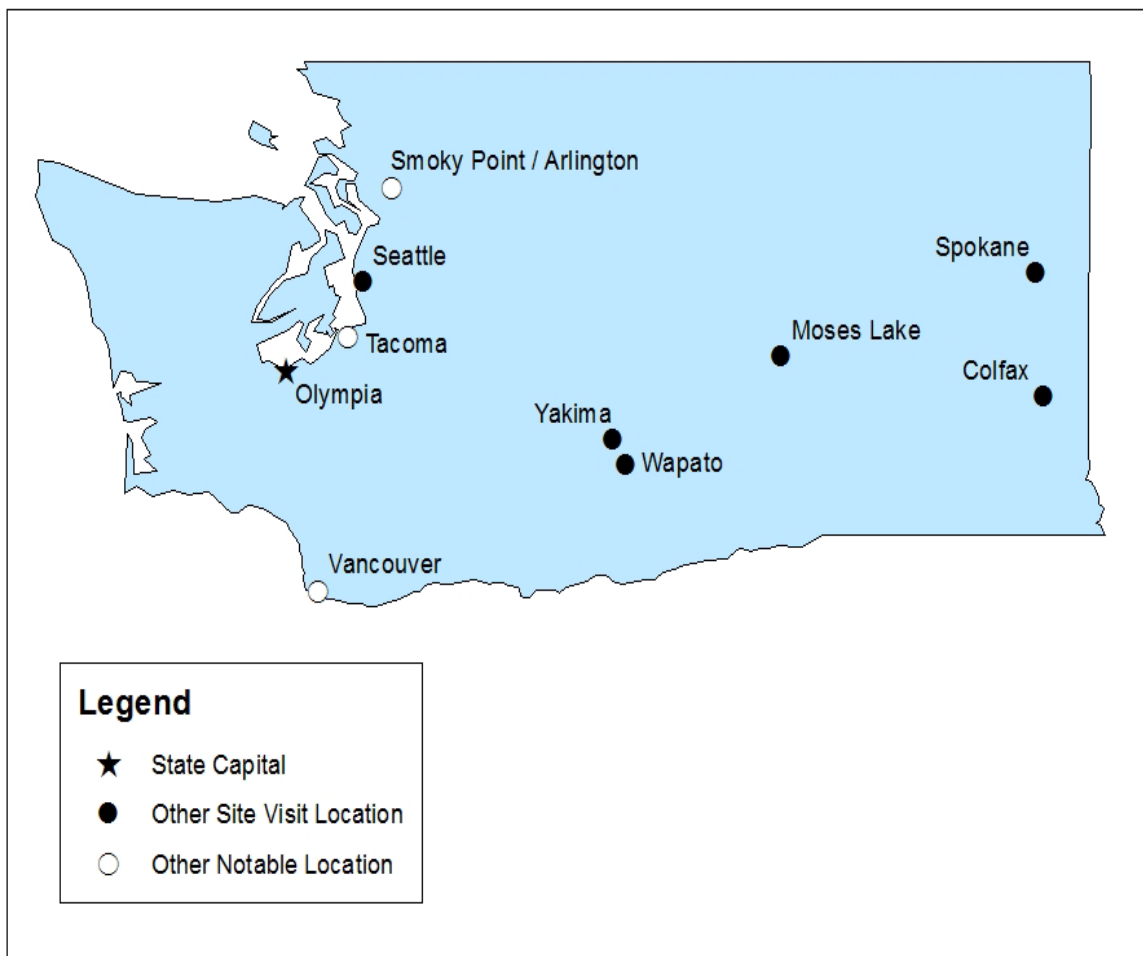 Smoky Point / Arlington
Seattle
Spokane
Tacoma
Moses Lake
Olympia
Colfax
Yakima
Wapato
Vancouver
Legend
State Capital
Other Site Visit Location
Other Notable Location